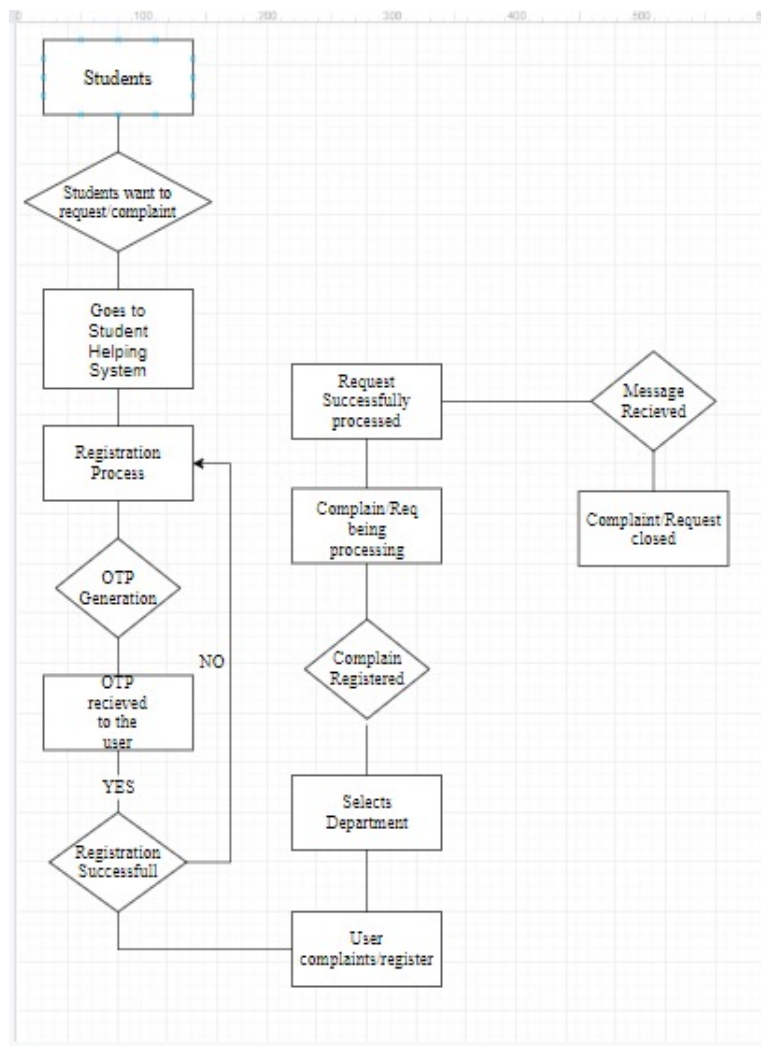 0
100
200
300
400
500
Students
Students want to
request/complaint
Goes to
Student
Helping
System
Registration
Process
OTP
Generation
NO
OTP
recieved
to the
user
YES
Registration
Successfull
User
complaints/register
Selects
Department
Complain
Registered
Complain/Req
being
processing
Request
Successfully
processed
Message
Recieved
Complaint/Request
closed